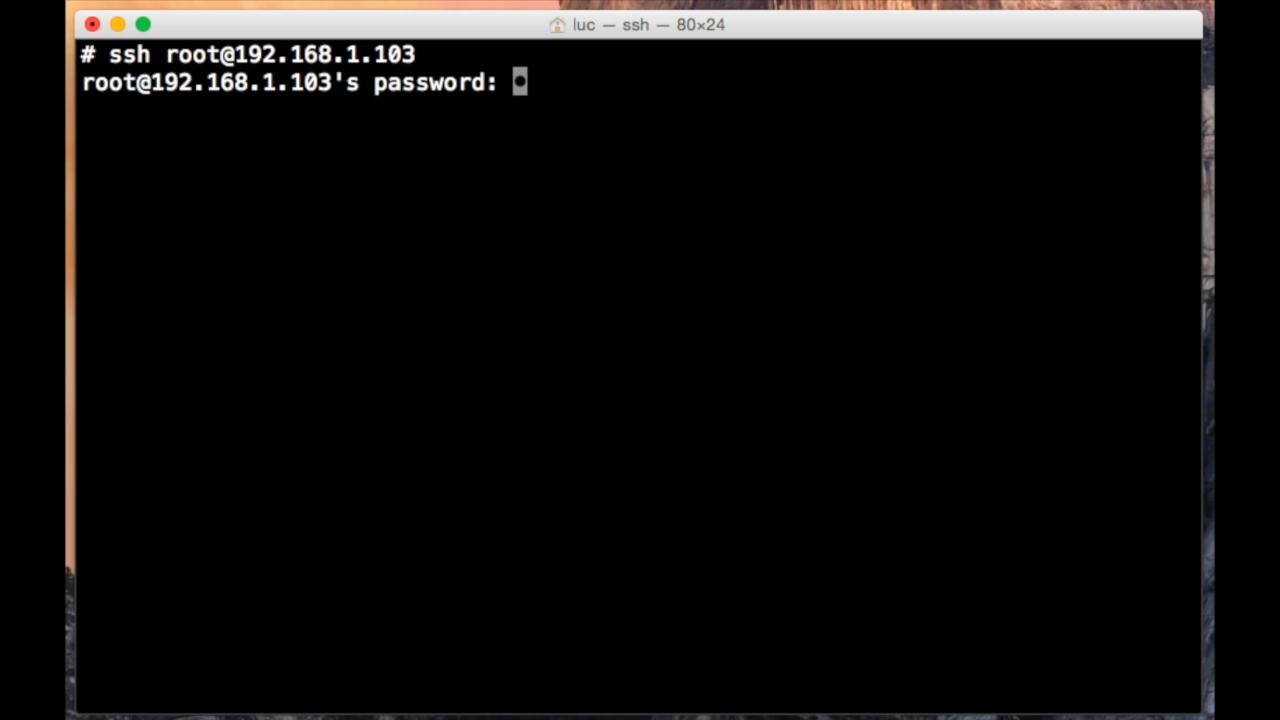 luc — ssh — 80×24
# ssh root@192.168.1.103
root@192.168.1.103's password: